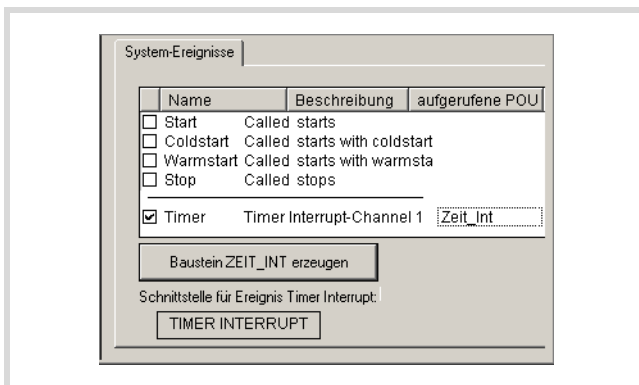 System-Ereignisse
Name Beschreibung aufgerufene POU
Start Called starts
Coldstart Called starts with coldstart
Warmstart Called starts with warmsta
Stop Called stops
Timer Timer Interrupt-Channel 1 Zeit_Int
Baustein ZEIT_INT erzeugen
Schnittstelle für Ereignis Timer Interrupt:
TIMER INTERRUPT